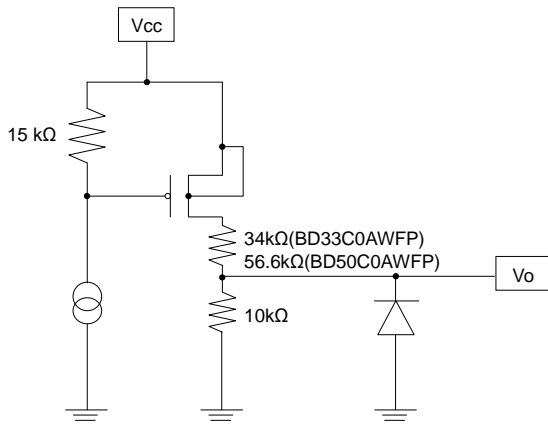 Vcc
15 kΩ
34kΩ(BD33C0AWFP)
56.6kΩ(BD50C0AWFP)
Vo
10kΩ